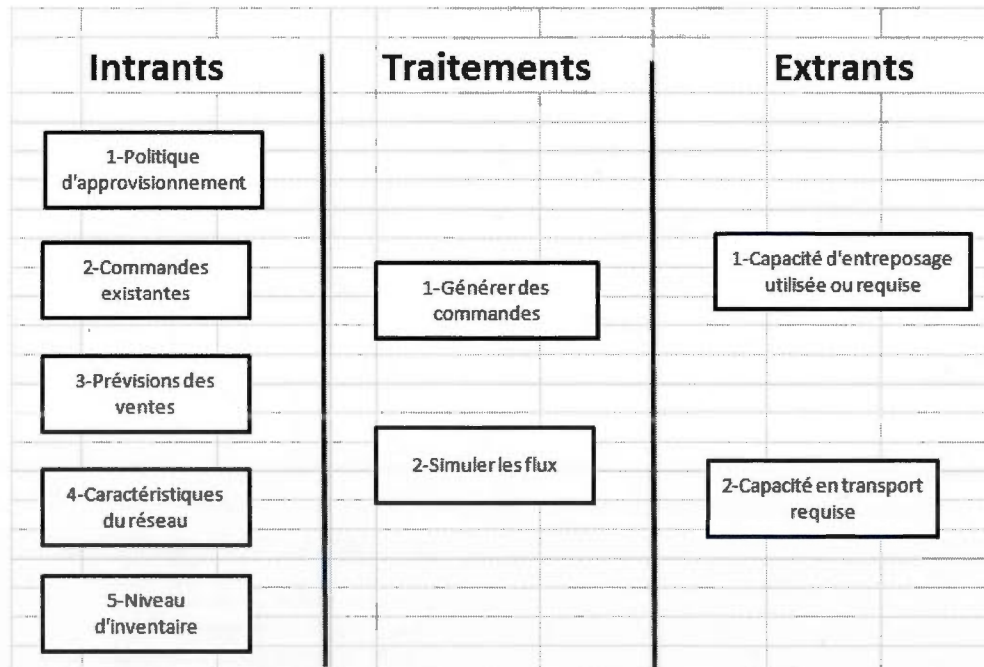 Intrants
1-Politique
d'approvisionnement
2-Commandes
existantes
3-Prévisions des
ventes
4-Caractéristiques
du réseau
5-Niveau
d'inventaire
Traitements
1-Générer des
commandes
2-Simuler les flux
Extrants
1-Capacité d'entreposage
utilisée ou requise
2-Capacité en transport
requise